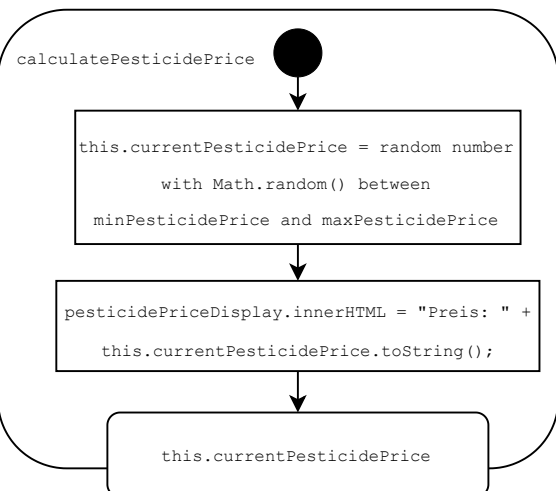 calculatePesticidePrice
this.currentPesticidePrice = random number
with Math.random() between
minPesticidePrice and maxPesticidePrice
pesticidePriceDisplay.innerHTML = "Preis: " +
this.currentPesticidePrice.toString();
this.currentPesticidePrice